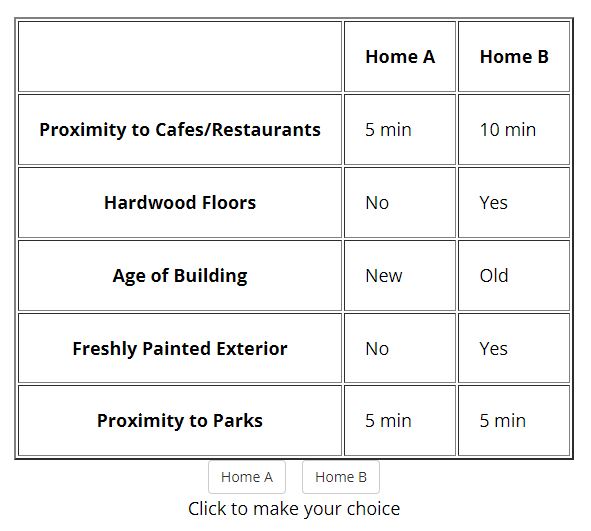 Home A Home B
Proximity to Cafes/Restaurants 5 min 10 min
Hardwood Floors No Yes
Age of Building New Old
Freshly Painted Exterior No Yes
Proximity to Parks 5 min 5 min
Home A Home B
Click to make your choice